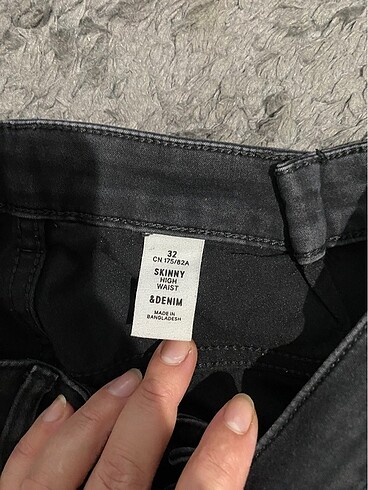 32
CN 175/82A
SKINNY
HIGH
WAIST
&DENIM
MADE IN
BANGLADESH